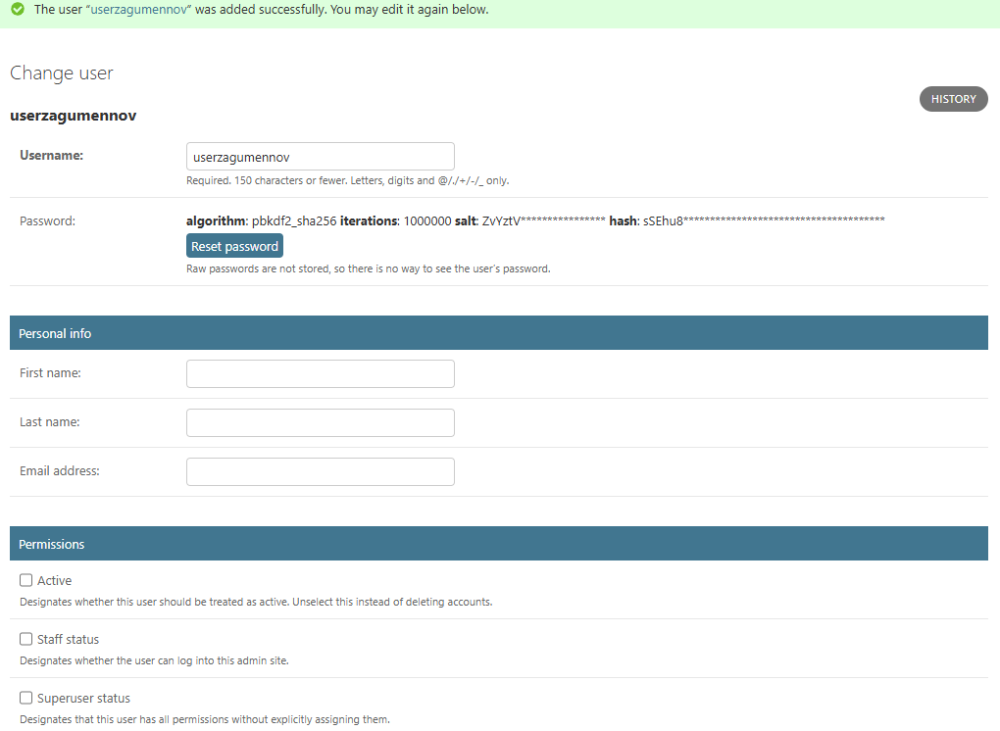 The user “userzagumennov” was added successfully. You may edit it again below.
Change user
HISTORY
userzagumennov
Username:
userzagumennov
Required. 150 characters or fewer. Letters, digits and @/./+/-/_ only.
Password:
algorithm: pbkdf2_sha256 iterations: 1000000 salt: ZvYztV**************** hash: sSEhu8**************************************
Reset password
Raw passwords are not stored, so there is no way to see the user’s password.
Personal info
First name:
Last name:
Email address:
Permissions
Active
Designates whether this user should be treated as active. Unselect this instead of deleting accounts.
Staff status
Designates whether the user can log into this admin site.
Superuser status
Designates that this user has all permissions without explicitly assigning them.